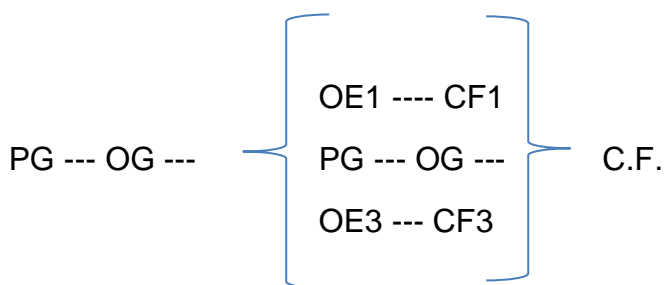 OE1 ---- CF1
PG --- OG --- PG --- OG --- C.F.
OE3 --- CF3